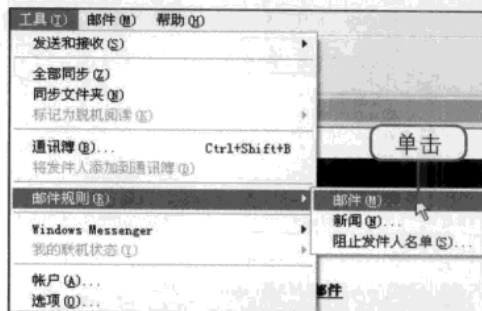 工具(T) 邮件(M) 帮助(H)
发送和接收(S)
全部同步(Z)
同步文件夹(N)
标记为脱机阅读(K)
通讯簿(B)... Ctrl+Shift+B
单击
将发件人添加到通讯簿(D)
邮件规则(R)
邮件(M)...
新闻(N)...
Windows Messenger
阻止发件人名单(S)...
我的联机状态(I)
帐户(A)...
邮件
选项(O)...